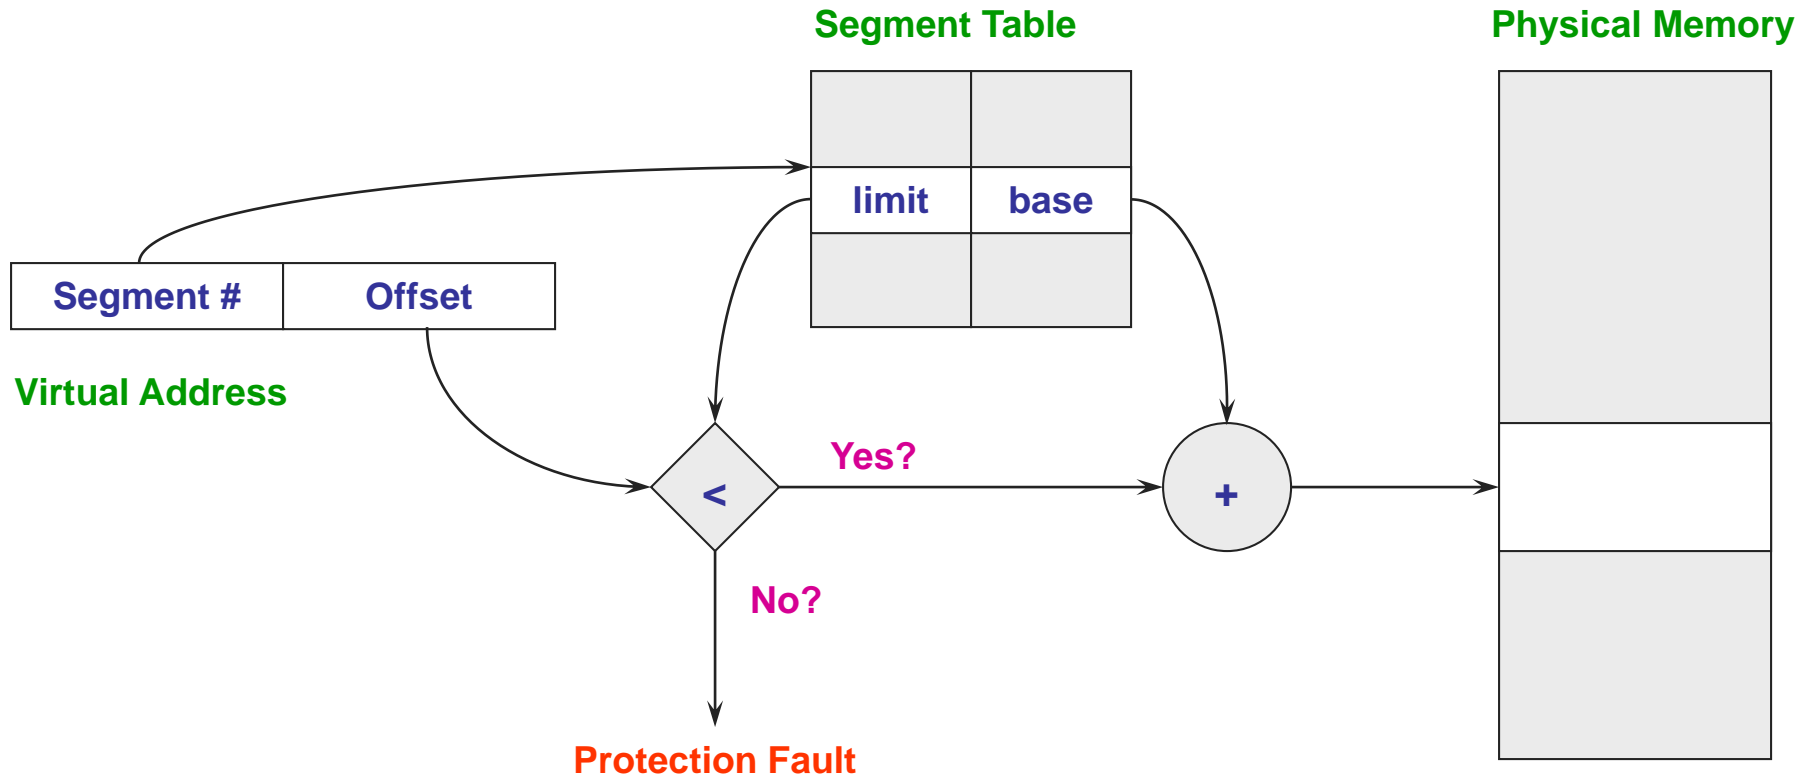 Segment Table
Physical Memory
limit
base
Segment #
Offset
Virtual Address
Yes?
<
+
No?
Protection Fault